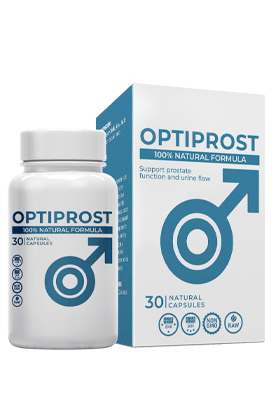 OPTIPROST
100% NATURAL FORMULA
30 NATURAL
CAPSULES
OPTIPROST
100% NATURAL FORMULA
Support prostate
function and urine flow
30 NATURAL
CAPSULES
NON
GMO
RAW